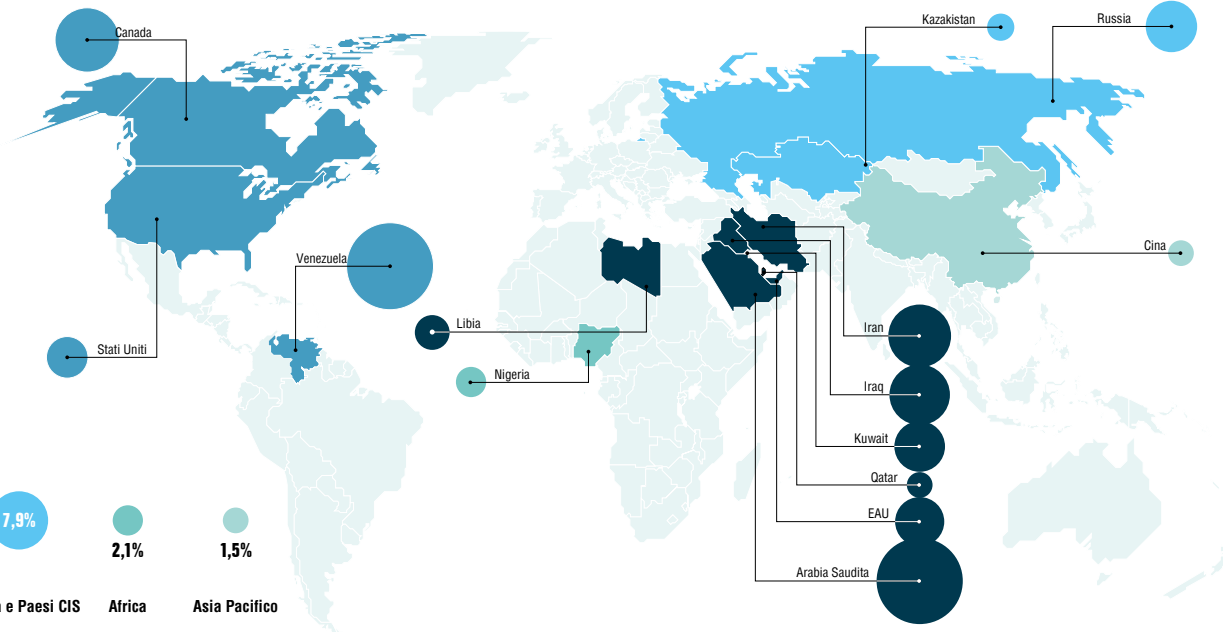 Canada
Kazakistan
Russia
Venezuela
Cina
Libia
Iran
Stati Uniti
Nigeria
Iraq
Kuwait
Qatar
EAU
Arabia Saudita
7,9%
2,1%
1,5%
e Paesi CIS
Africa
Asia Pacifico